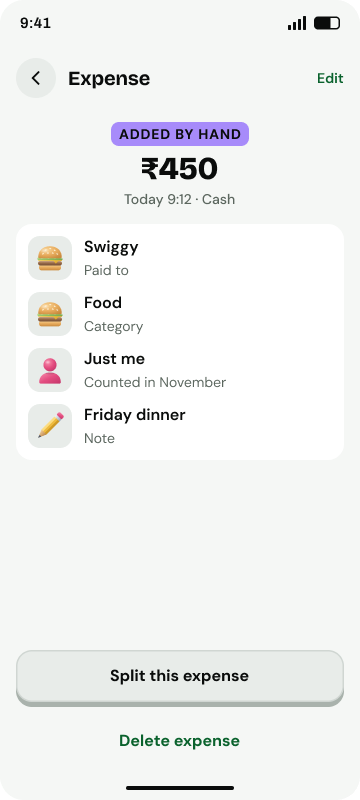 9:41
Expense
Edit
ADDED BY HAND
₹450
Today 9:12 · Cash
Swiggy
Paid to
Food
Category
Just me
Counted in November
Friday dinner
Note
Split this expense
Delete expense